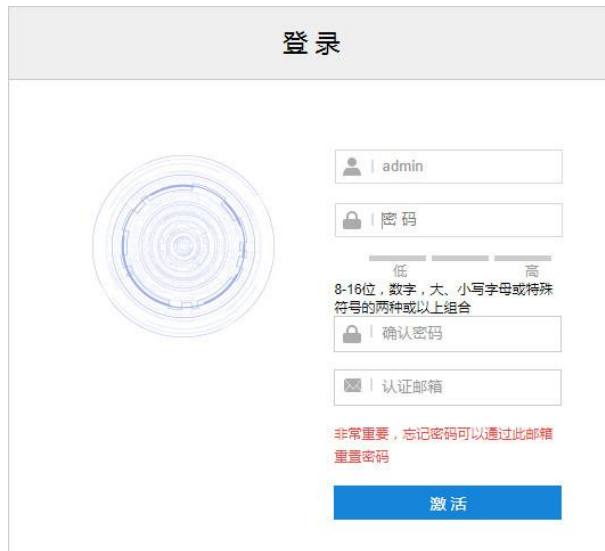 登录
admin
密码
低 高
8-16位，数字，大、小写字母或特殊
符号的两种或以上组合
确认密码
认证邮箱
非常重要，忘记密码可以通过此邮箱
重置密码
激活